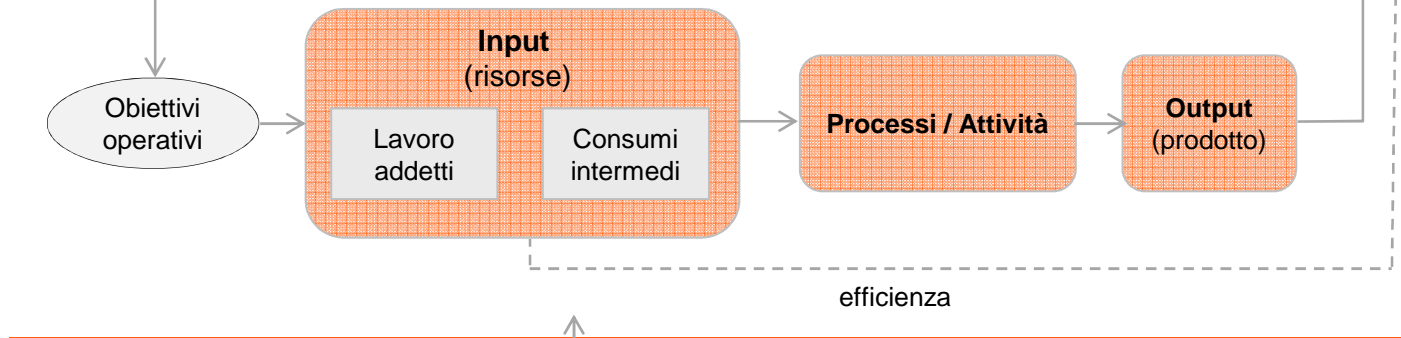 Obiettivi
operativi
Input
(risorse)
Lavoro
addetti
Consumi
intermedi
Processi / Attività
Output
(prodotto)
efficienza